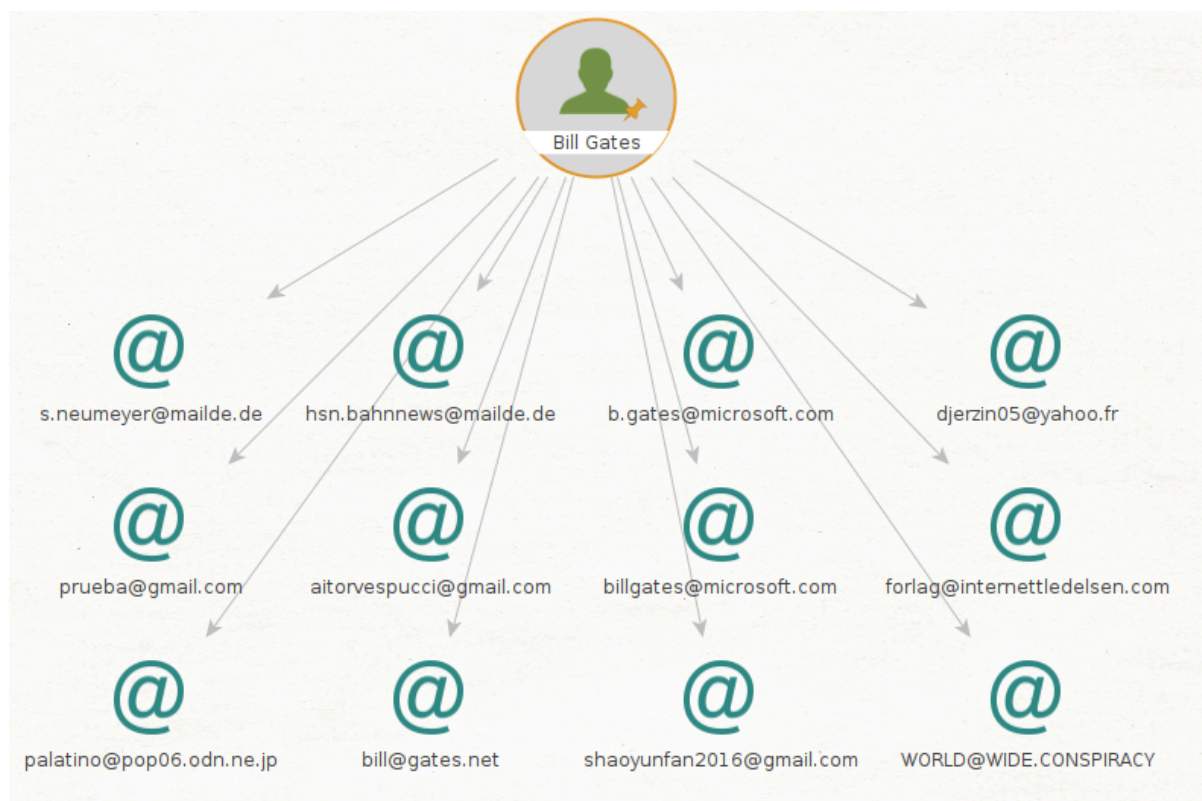 Bill Gates
s.neumeyer@mailde.de
hsn.bahnnews@mailde.de
b.gates@microsoft.com
djerzin05@yahoo.fr
prueba@gmail.com
aitorvespucci@gmail.com
billgates@microsoft.com
forlag@internettledelsen.com
palatino@pop06.odn.ne.jp
bill@gates.net
shaoyunfan2016@gmail.com
WORLD@WIDE.CONSPIRACY